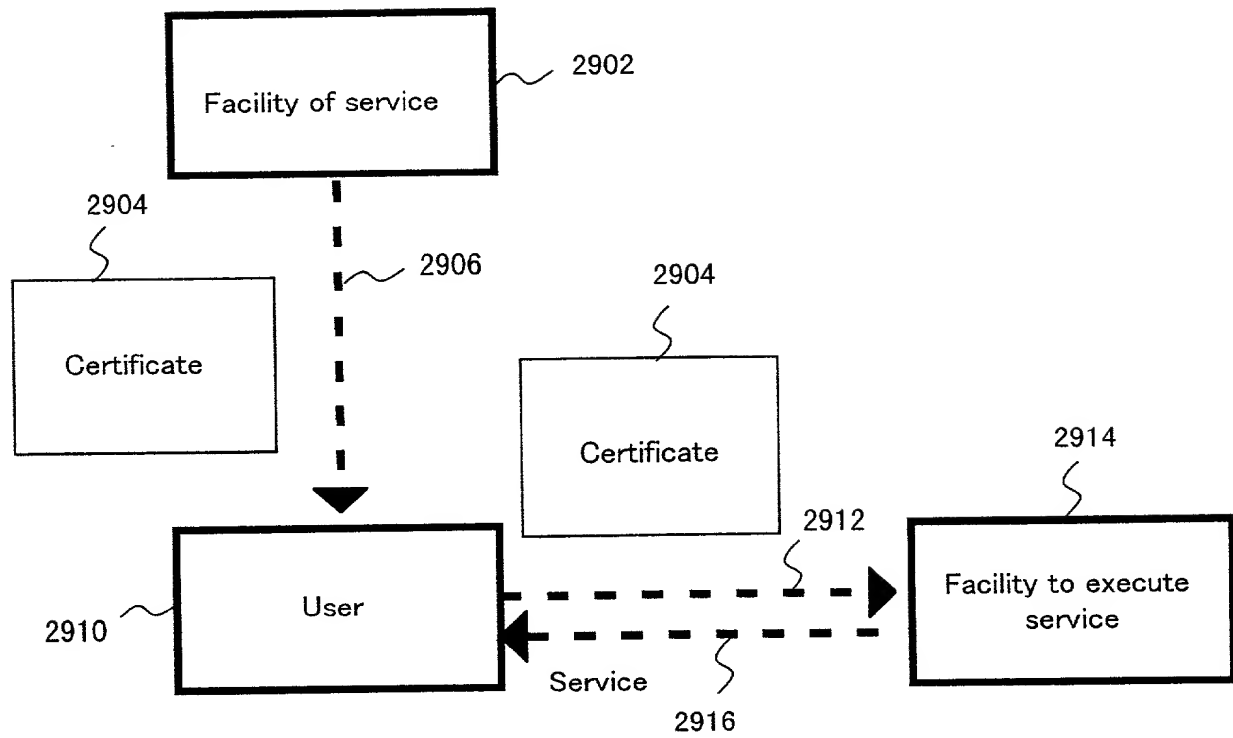 2902
Facility of service
2904
2906
2904
Certificate
Certificate
2914
2912
Facility to execute
service
User
2910
Service
2916